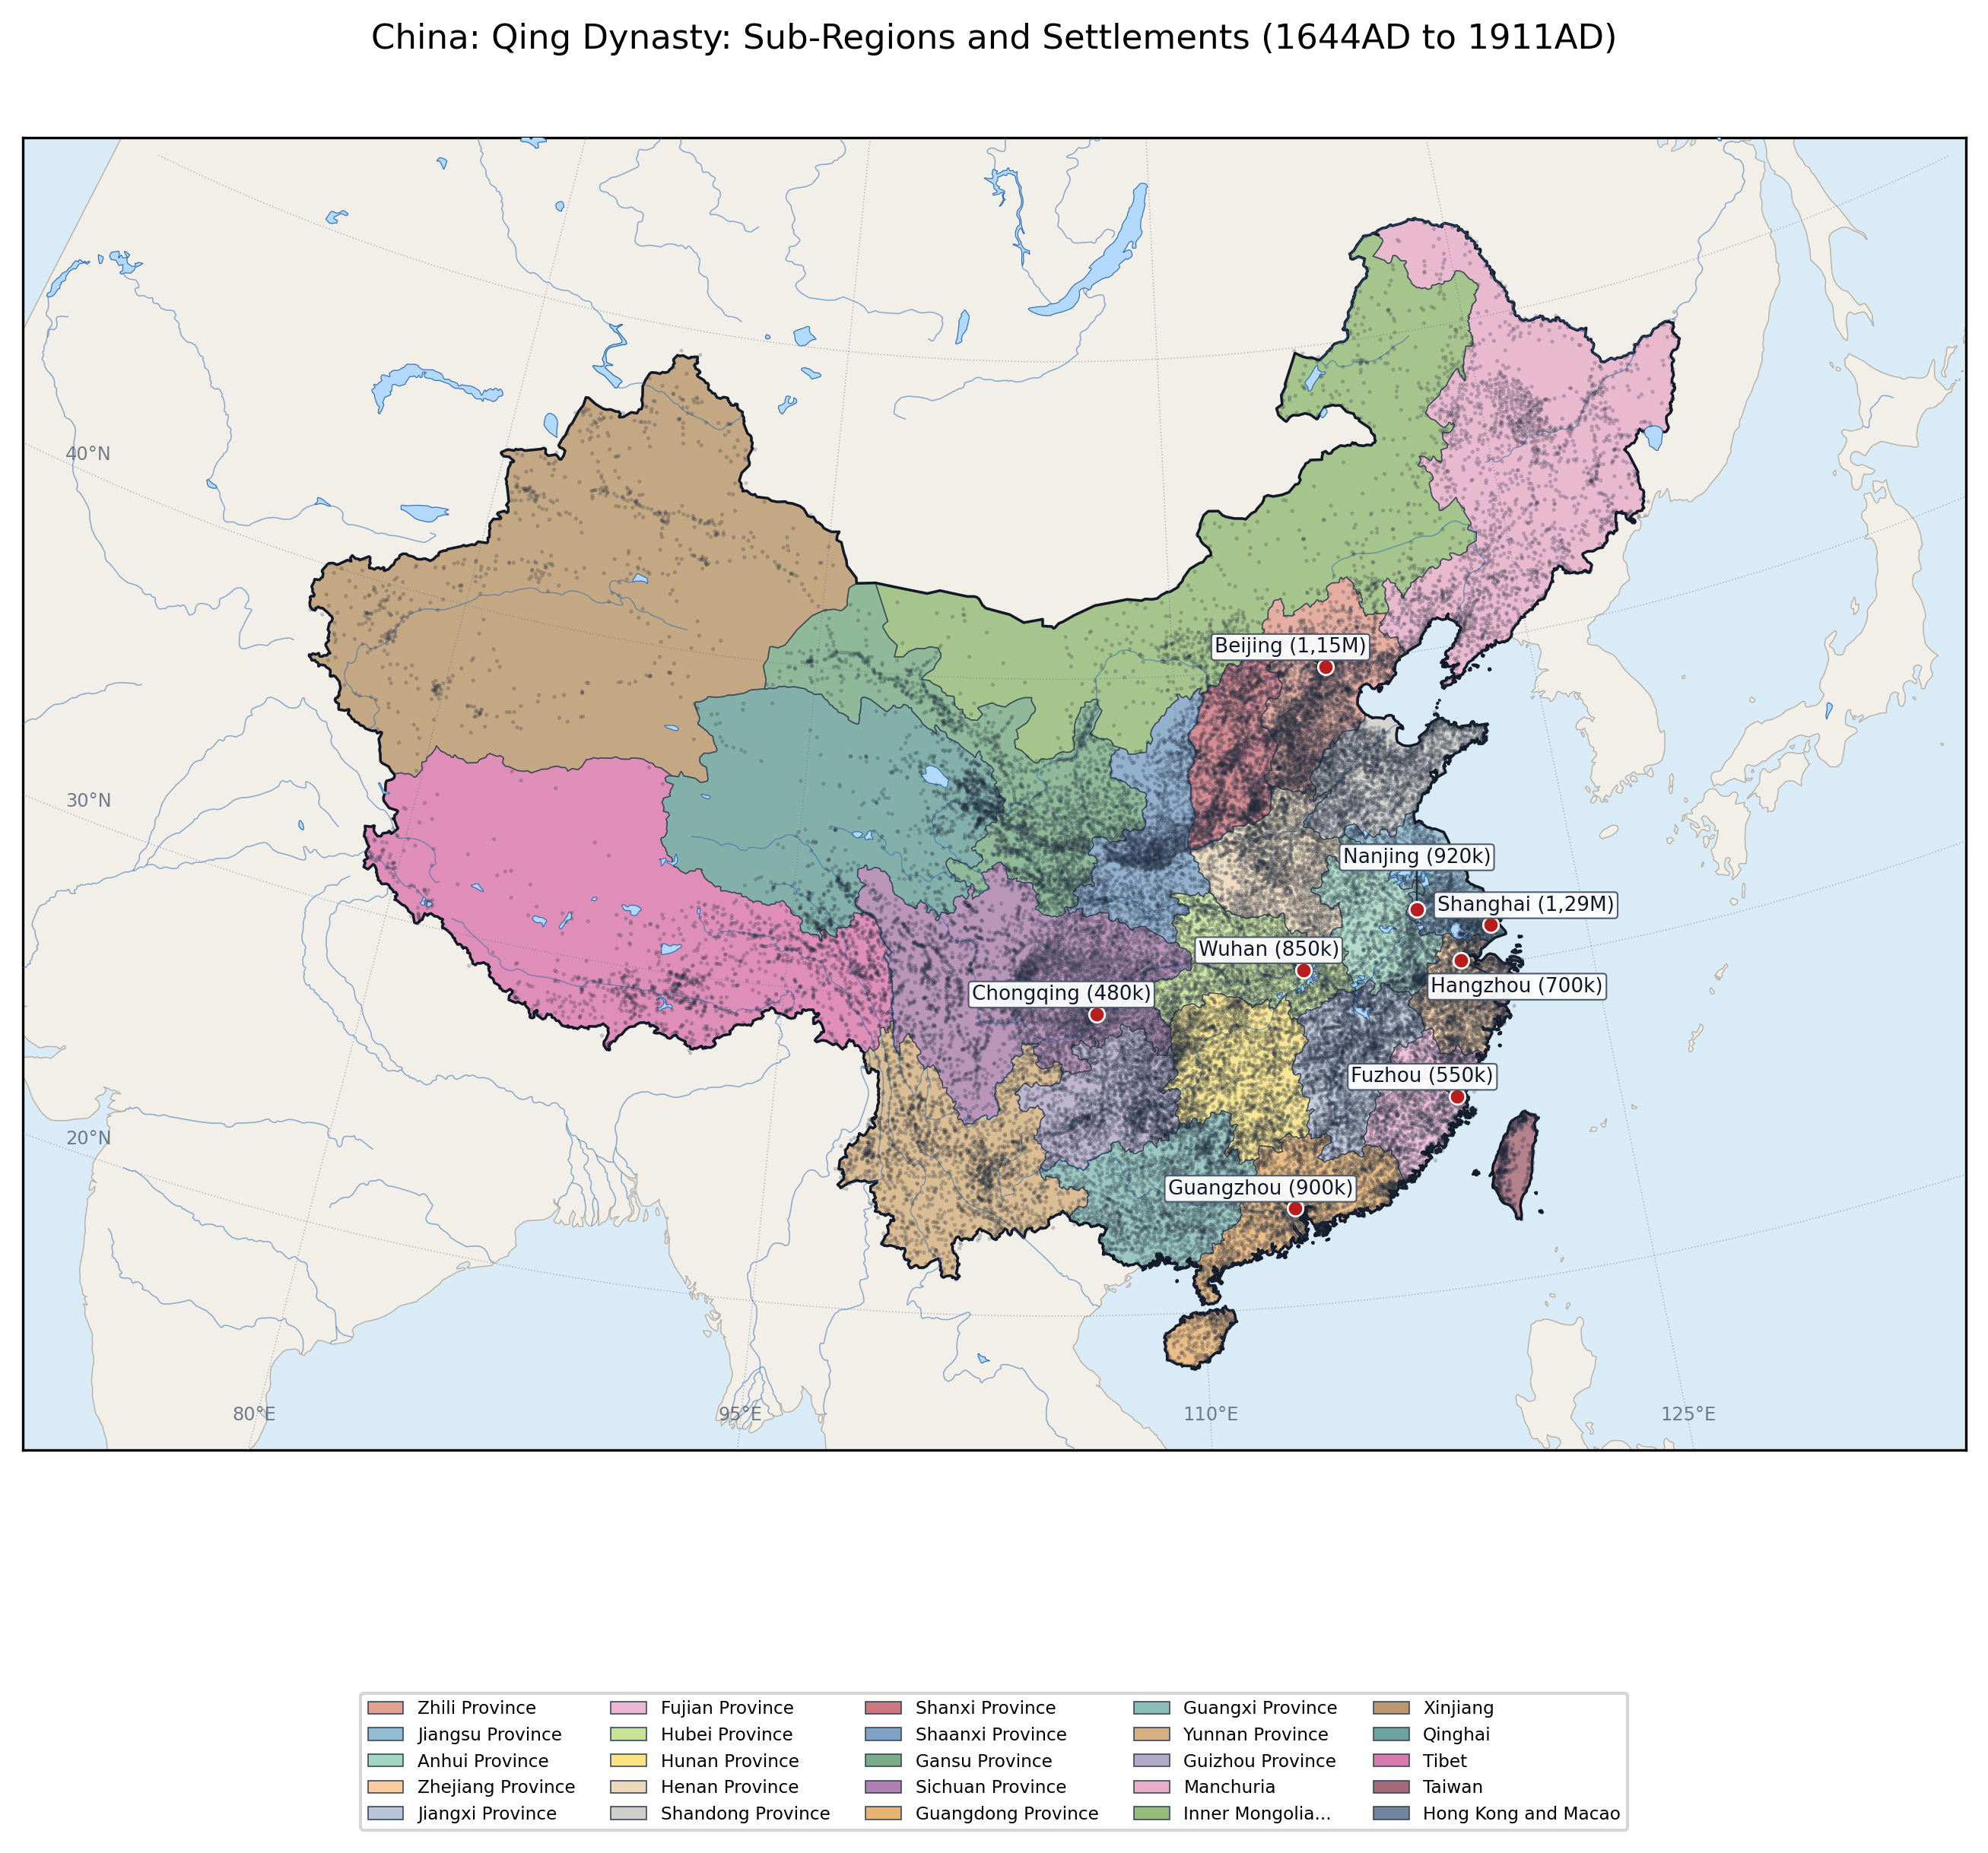 China: Qing Dynasty: Sub-Regions and Settlements (1644AD to 1911AD)
40°N
30°N
20°N
80°E
95°E
110°E
125°E
Beijing (1,15M)
Nanjing (920k)
Shanghai (1,29M)
Wuhan (850k)
Hangzhou (700k)
Chongqing (480k)
Fuzhou (550k)
Guangzhou (900k)
Zhili Province
Jiangsu Province
Anhui Province
Zhejiang Province
Jiangxi Province
Fujian Province
Hubei Province
Hunan Province
Henan Province
Shandong Province
Shanxi Province
Shaanxi Province
Gansu Province
Sichuan Province
Guangdong Province
Guangxi Province
Yunnan Province
Guizhou Province
Manchuria
Inner Mongolia...
Xinjiang
Qinghai
Tibet
Taiwan
Hong Kong and Macao